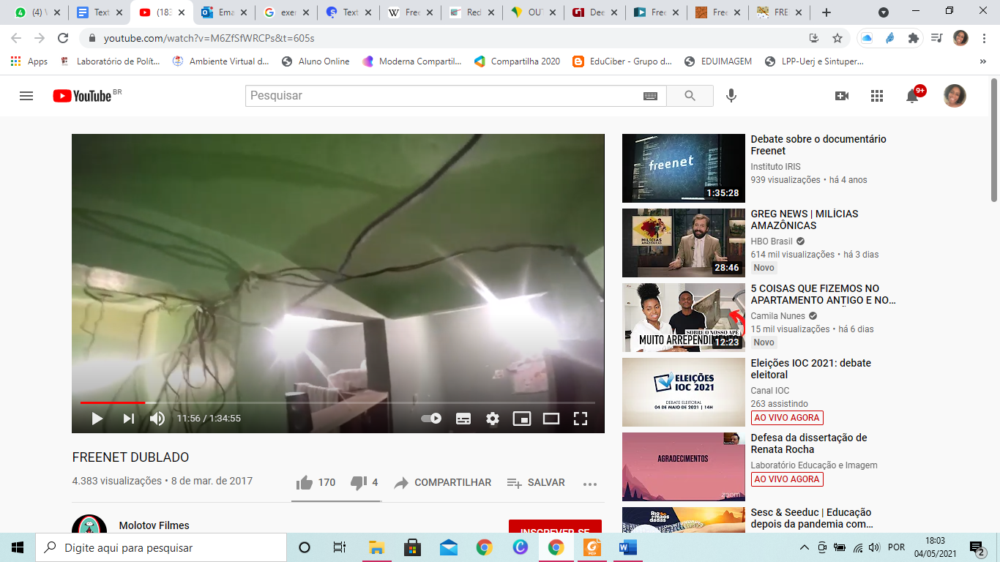 (4) \
Text
(183
Ema
exer
Text
Free
Red
OUT
Dee
Free
Free
FRE
youtube.com/watch?v=M6ZfSfWRCPs&t=605s
Apps
Laboratório de Polít...
Ambiente Virtual d...
Aluno Online
Moderna Compartil...
Compartilha 2020
EduCiber - Grupo d...
EDUIMAGEM
LPP-Uerj e Sintuper...
»
YouTube BR
Pesquisar
9+
11:56 / 1:34:55
FREENET DUBLADO
4.383 visualizações • 8 de mar. de 2017
170
4
COMPARTILHAR
SALVAR
Molotov Filmes
INSCREVER-SE
freenet
1:35:28
Debate sobre o documentário
Freenet
Instituto IRIS
939 visualizações • há 4 anos
MILÍCIAS
AMAZÔNICAS
28:46
GREG NEWS | MILÍCIAS
AMAZÔNICAS
HBO Brasil
614 mil visualizações • há 3 dias
Novo
SOBRE O NOSSO APÊ
MUITO ARREPENDIMENTO
12:23
5 COISAS QUE FIZEMOS NO
APARTAMENTO ANTIGO E NO...
Camila Nunes
15 mil visualizações • há 6 dias
Novo
ELEIÇÕES
IOC 2021
DEBATE ELEITORAL
04 DE MAIO DE 2021 | 14H
Eleições IOC 2021: debate
eleitoral
Canal IOC
263 assistindo
AO VIVO AGORA
AGRADECIMENTOS
zoom
Defesa da dissertação de
Renata Rocha
Laboratório Educação e Imagem
AO VIVO AGORA
Sesc & Seeduc | Educação
depois da pandemia com...
Digite aqui para pesquisar
POR
18:03
04/05/2021
2